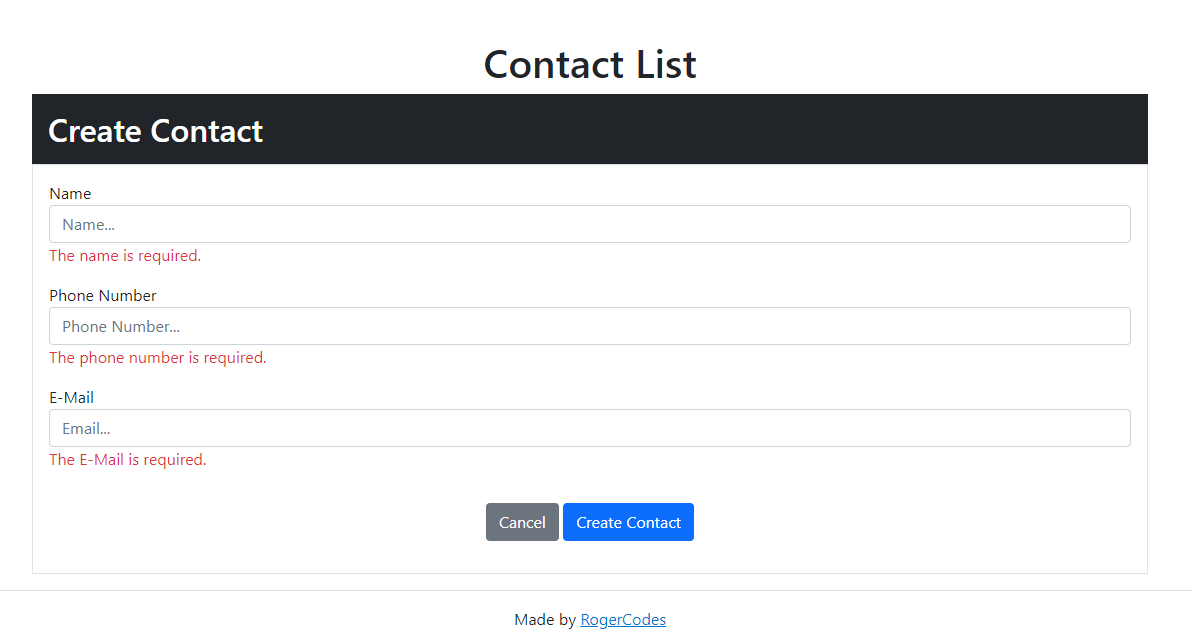 Contact List
Create Contact
Name
Name...
The name is required.
Phone Number
Phone Number...
The phone number is required.
E-Mail
Email...
The E-Mail is required.
Cancel Create Contact
Made by RogerCodes